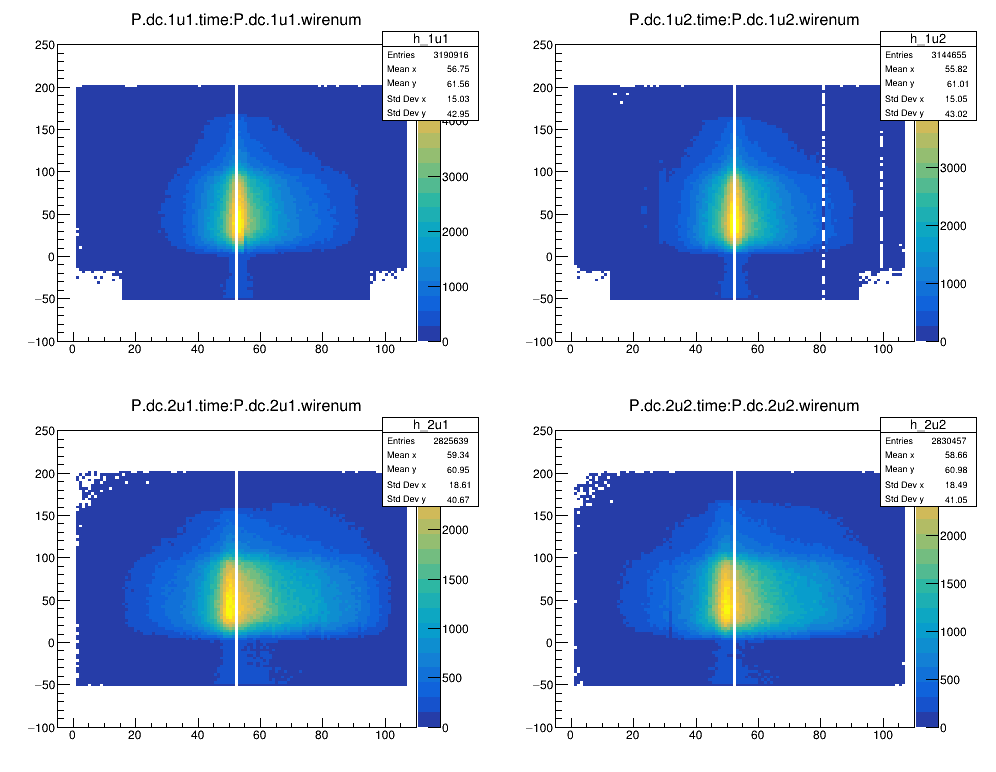 P.dc.1u1.time:P.dc.1u1.wirenum
h_1u1
Entries 3190916
Mean x 56.75
Mean y 61.56
Std Dev x 15.03
Std Dev y 42.95
250
200
150
100
50
0
−50
−100
0 20 40 60 80 100
4000
3000
2000
1000
0
P.dc.1u2.time:P.dc.1u2.wirenum
h_1u2
Entries 3144655
Mean x 55.82
Mean y 61.01
Std Dev x 15.05
Std Dev y 43.02
250
200
150
100
50
0
−50
−100
0 20 40 60 80 100
3000
2000
1000
0
P.dc.2u1.time:P.dc.2u1.wirenum
h_2u1
Entries 2825639
Mean x 59.34
Mean y 60.95
Std Dev x 18.61
Std Dev y 40.67
250
200
150
100
50
0
−50
−100
0 20 40 60 80 100
2000
1500
1000
500
0
P.dc.2u2.time:P.dc.2u2.wirenum
h_2u2
Entries 2830457
Mean x 58.66
Mean y 60.98
Std Dev x 18.49
Std Dev y 41.05
250
200
150
100
50
0
−50
−100
0 20 40 60 80 100
2000
1500
1000
500
0